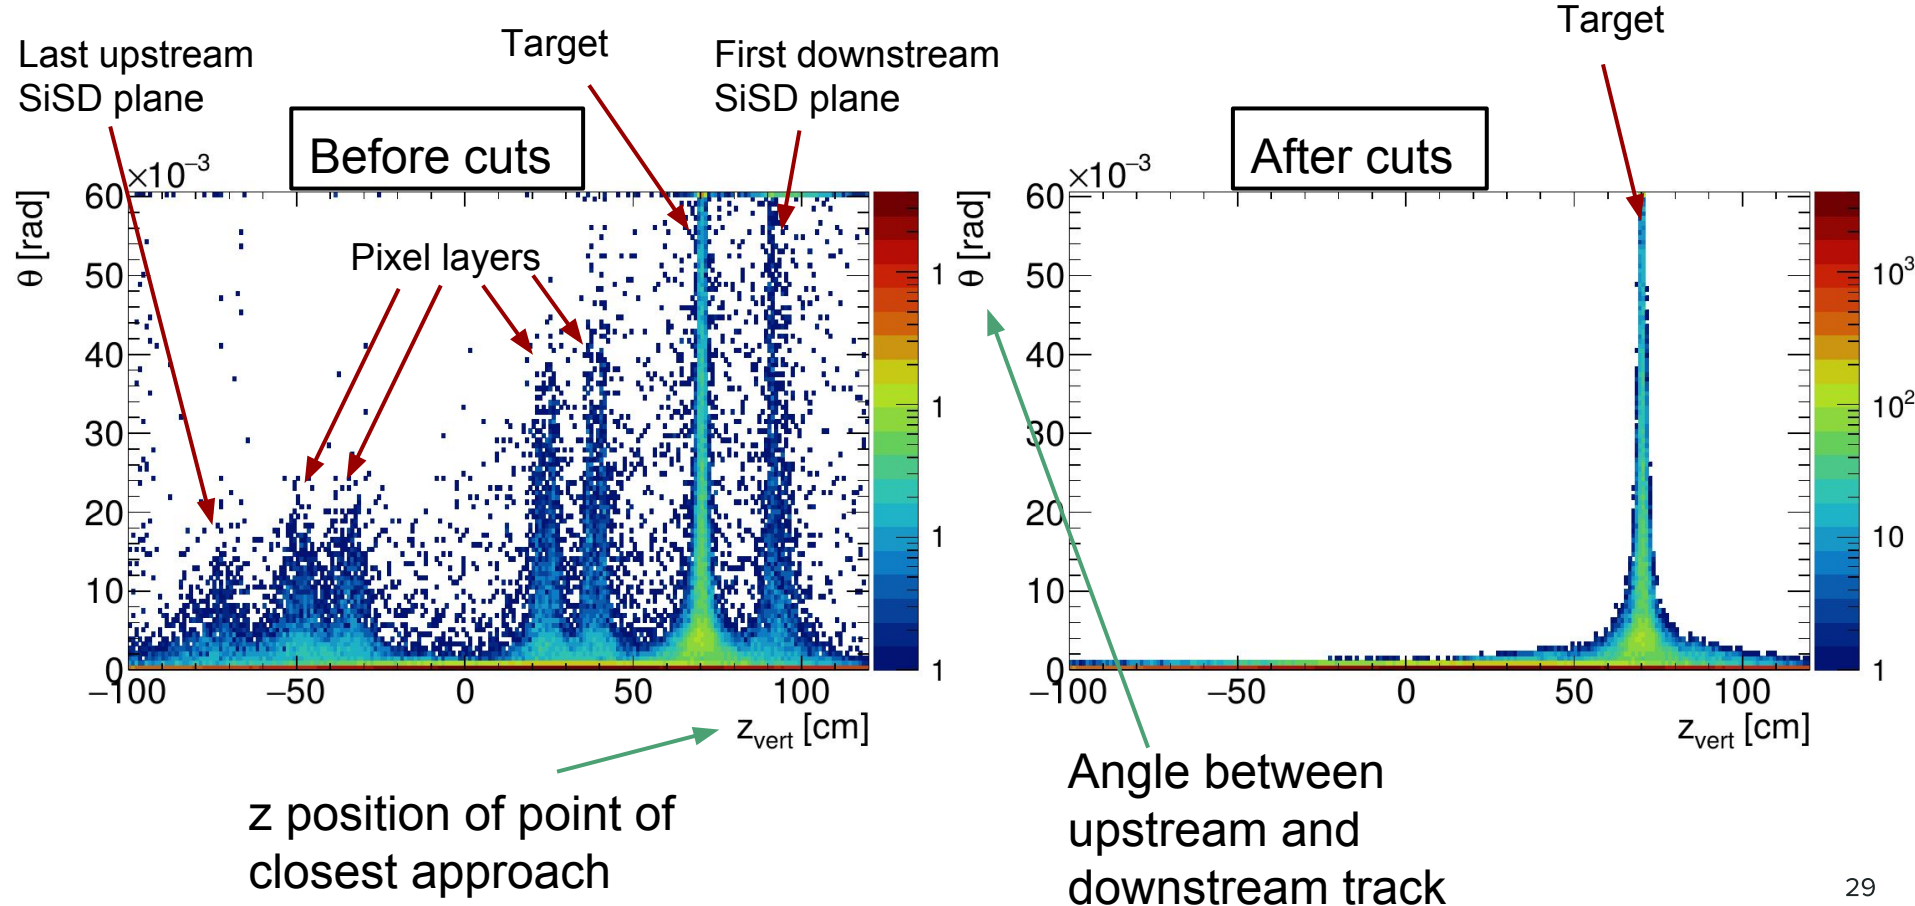 Last upstream
SiSD plane
Target
First downstream
SiSD plane
Before cuts
×10⁻³
θ [rad]
60
50
40
30
20
10
0
Pixel layers
−100
−50
0
50
100
z_vert [cm]
1
1
1
1
z position of point of
closest approach
Target
After cuts
×10⁻³
θ [rad]
60
50
40
30
20
10
0
−100
−50
0
50
100
z_vert [cm]
10³
10²
10
1
Angle between
upstream and
downstream track
29